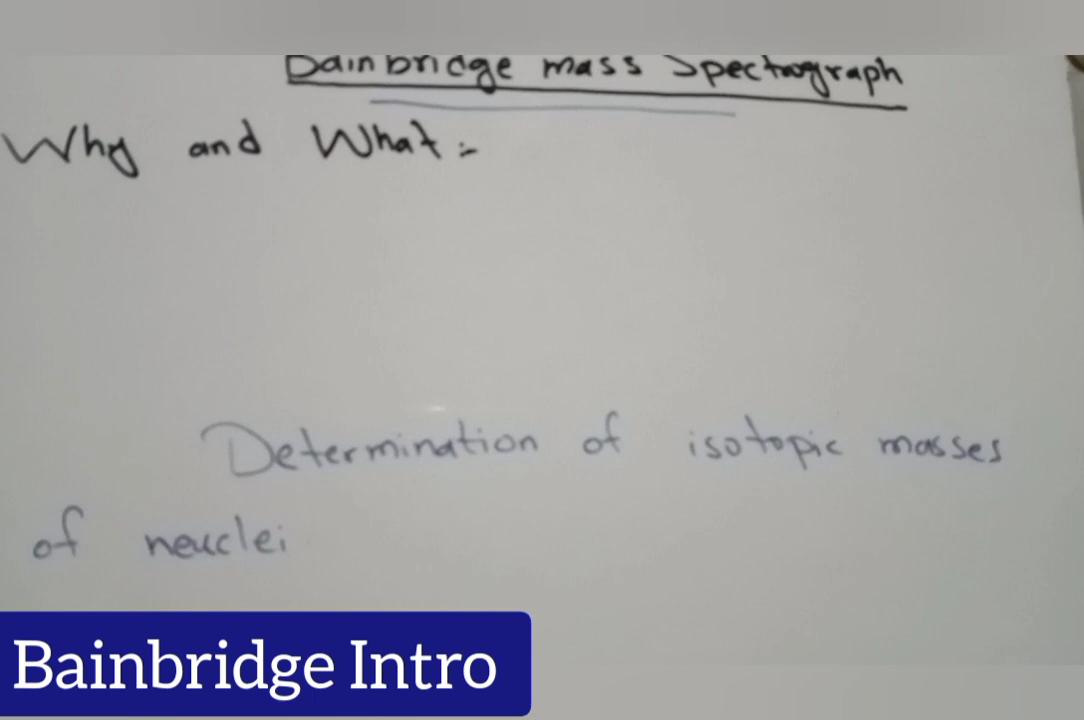 Bainbridge mass Spectrograph
Why and What :-
Determination of isotopic masses
of neuclei
Bainbridge Intro